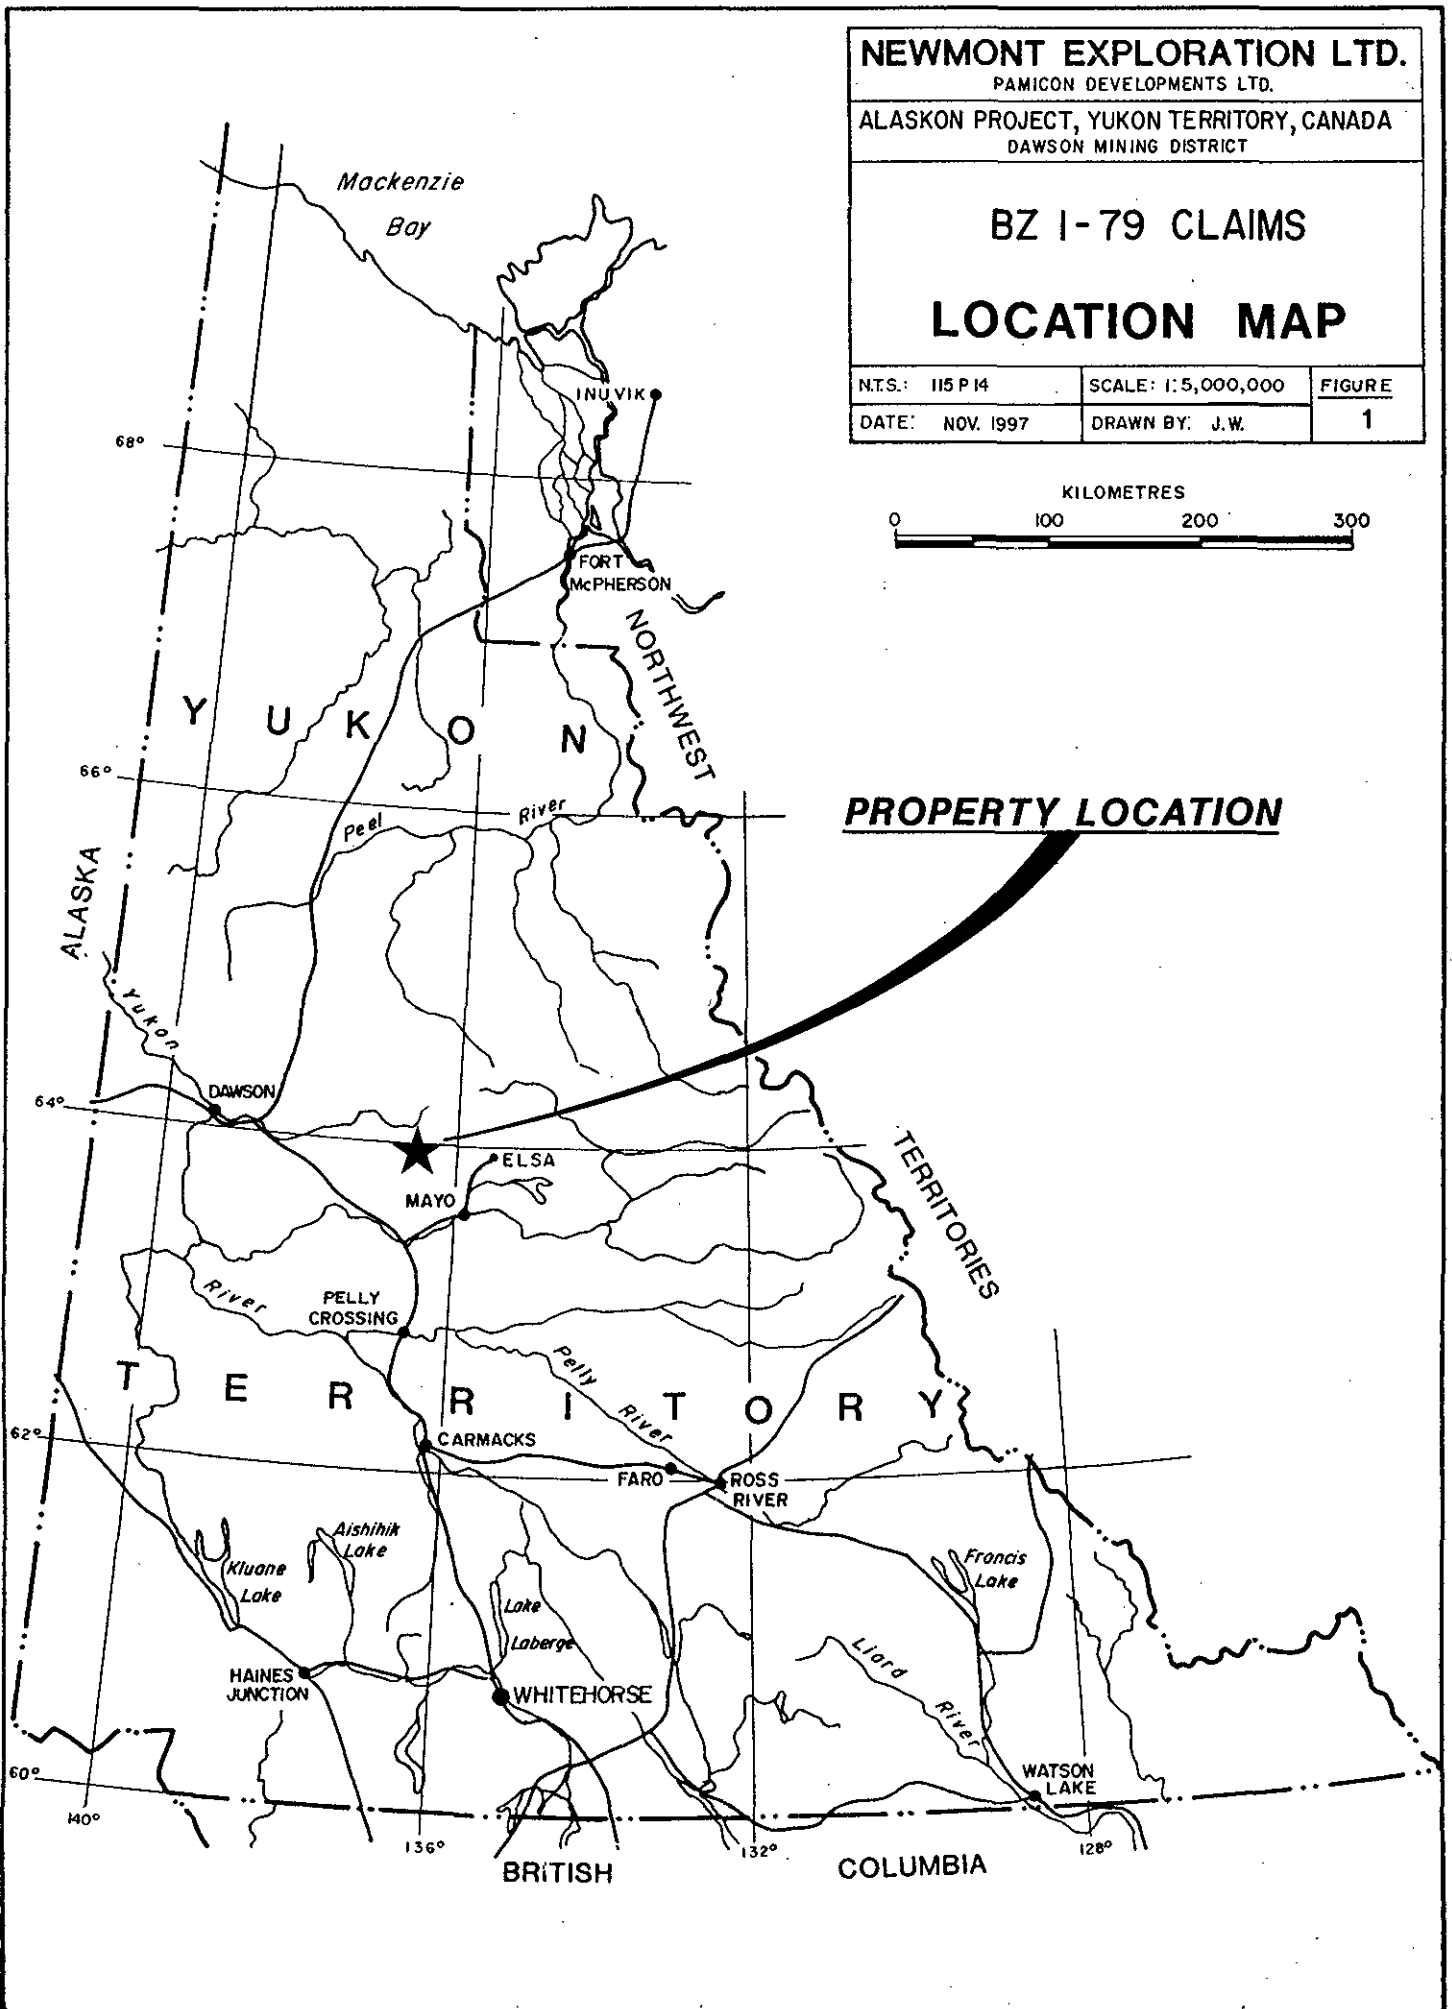 NEWMONT EXPLORATION LTD.
PAMICON DEVELOPMENTS LTD.
ALASKON PROJECT, YUKON TERRITORY, CANADA
DAWSON MINING DISTRICT
BZ 1-79 CLAIMS
LOCATION MAP
N.T.S.: 115 P 14
SCALE: 1:5,000,000
FIGURE
1
DATE: NOV. 1997
DRAWN BY: J.W.
KILOMETRES
0 100 200 300
Mackenzie
Bay
INUVIK
68°
FORT
McPHERSON
NORTHWEST
YUKON
66°
Peel
River
PROPERTY LOCATION
ALASKA
Yukon
DAWSON
64°
ELSA
MAYO
TERRITORIES
River
PELLY
CROSSING
Pelly
River
TERRITORY
62°
CARMACKS
FARO
ROSS
RIVER
Aishihik
Lake
Kluane
Lake
Francis
Lake
Lake
Laberge
Liard
River
HAINES
JUNCTION
WHITEHORSE
WATSON
LAKE
60°
140°
136°
132°
128°
BRITISH
COLUMBIA